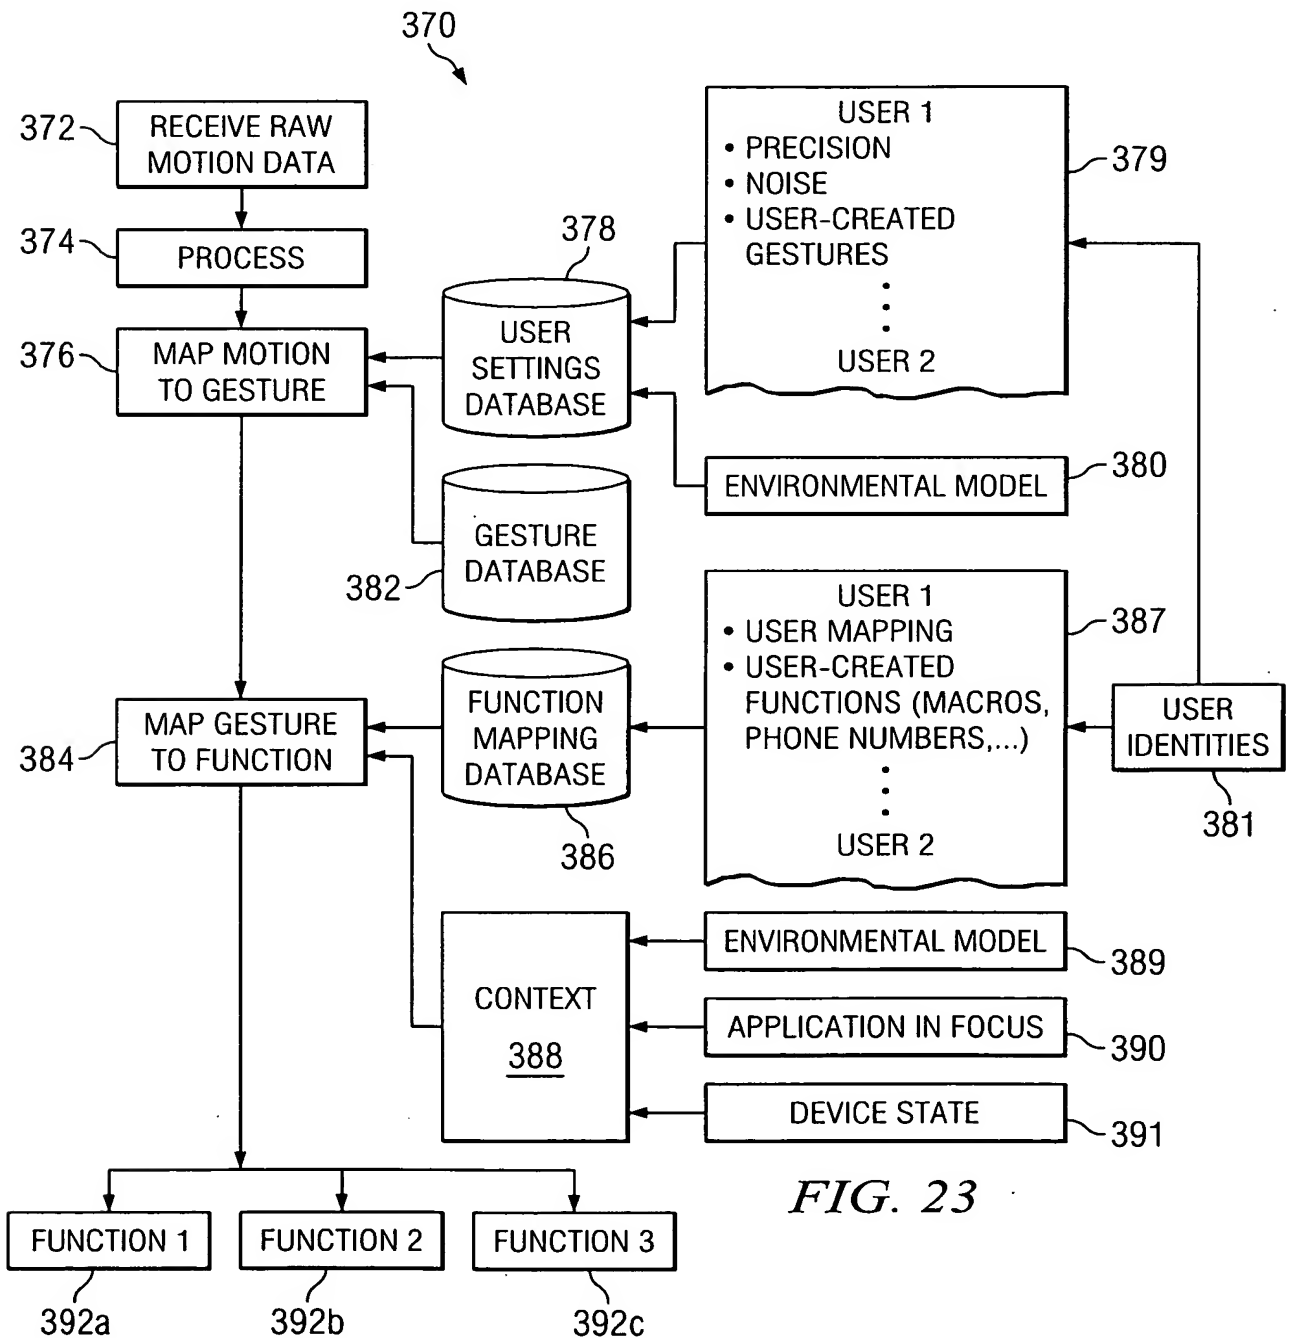 370
372
RECEIVE RAW
MOTION DATA
374
PROCESS
376
MAP MOTION
TO GESTURE
378
USER
SETTINGS
DATABASE
USER 1
• PRECISION
• NOISE
• USER-CREATED
GESTURES
USER 2
379
ENVIRONMENTAL MODEL
380
GESTURE
DATABASE
382
384
MAP GESTURE
TO FUNCTION
FUNCTION
MAPPING
DATABASE
386
USER 1
• USER MAPPING
• USER-CREATED
FUNCTIONS (MACROS,
PHONE NUMBERS,...)
USER 2
387
USER
IDENTITIES
381
CONTEXT
388
ENVIRONMENTAL MODEL
389
APPLICATION IN FOCUS
390
DEVICE STATE
391
FUNCTION 1
392a
FUNCTION 2
392b
FUNCTION 3
392c
FIG. 23